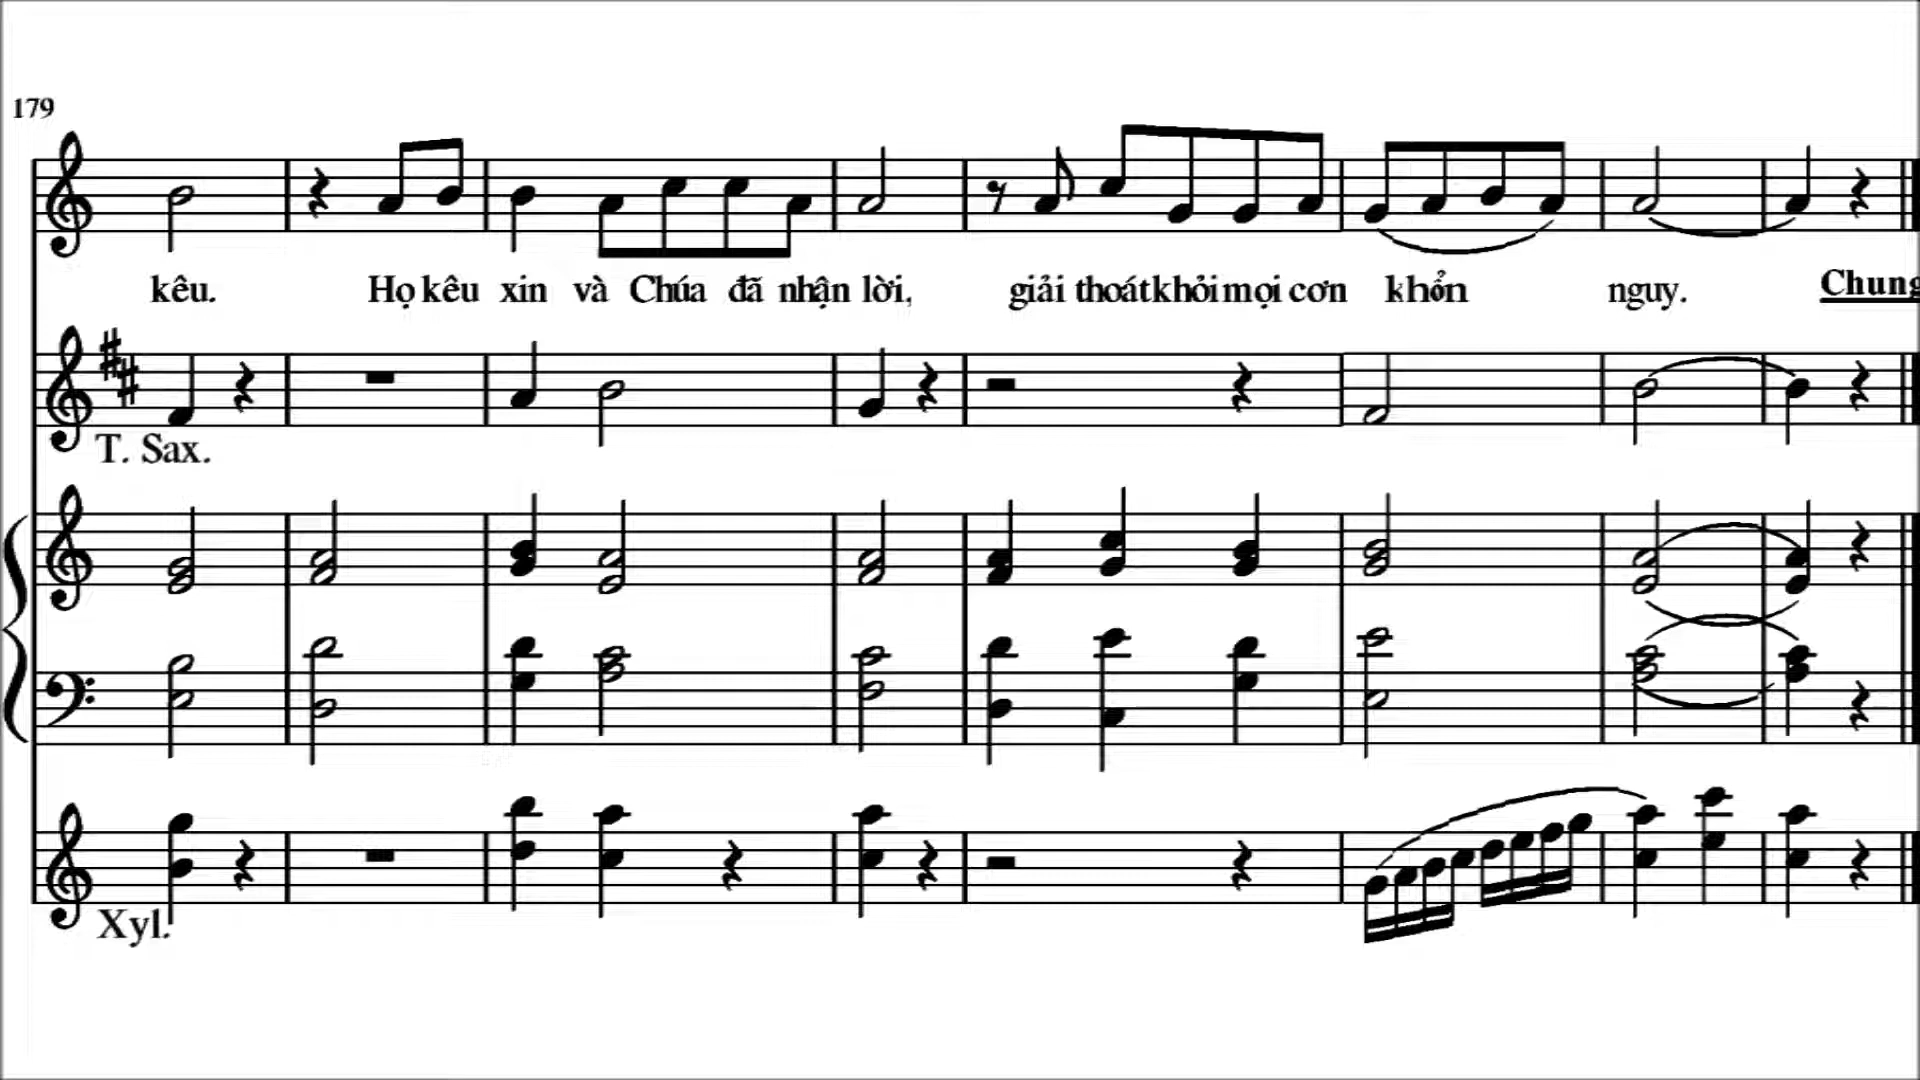 179
kêu. Họ kêu xin và Chúa đã nhận lời, giải thoát khỏi mọi cơn khổn nguy. Chung
T. Sax.
Xyl.